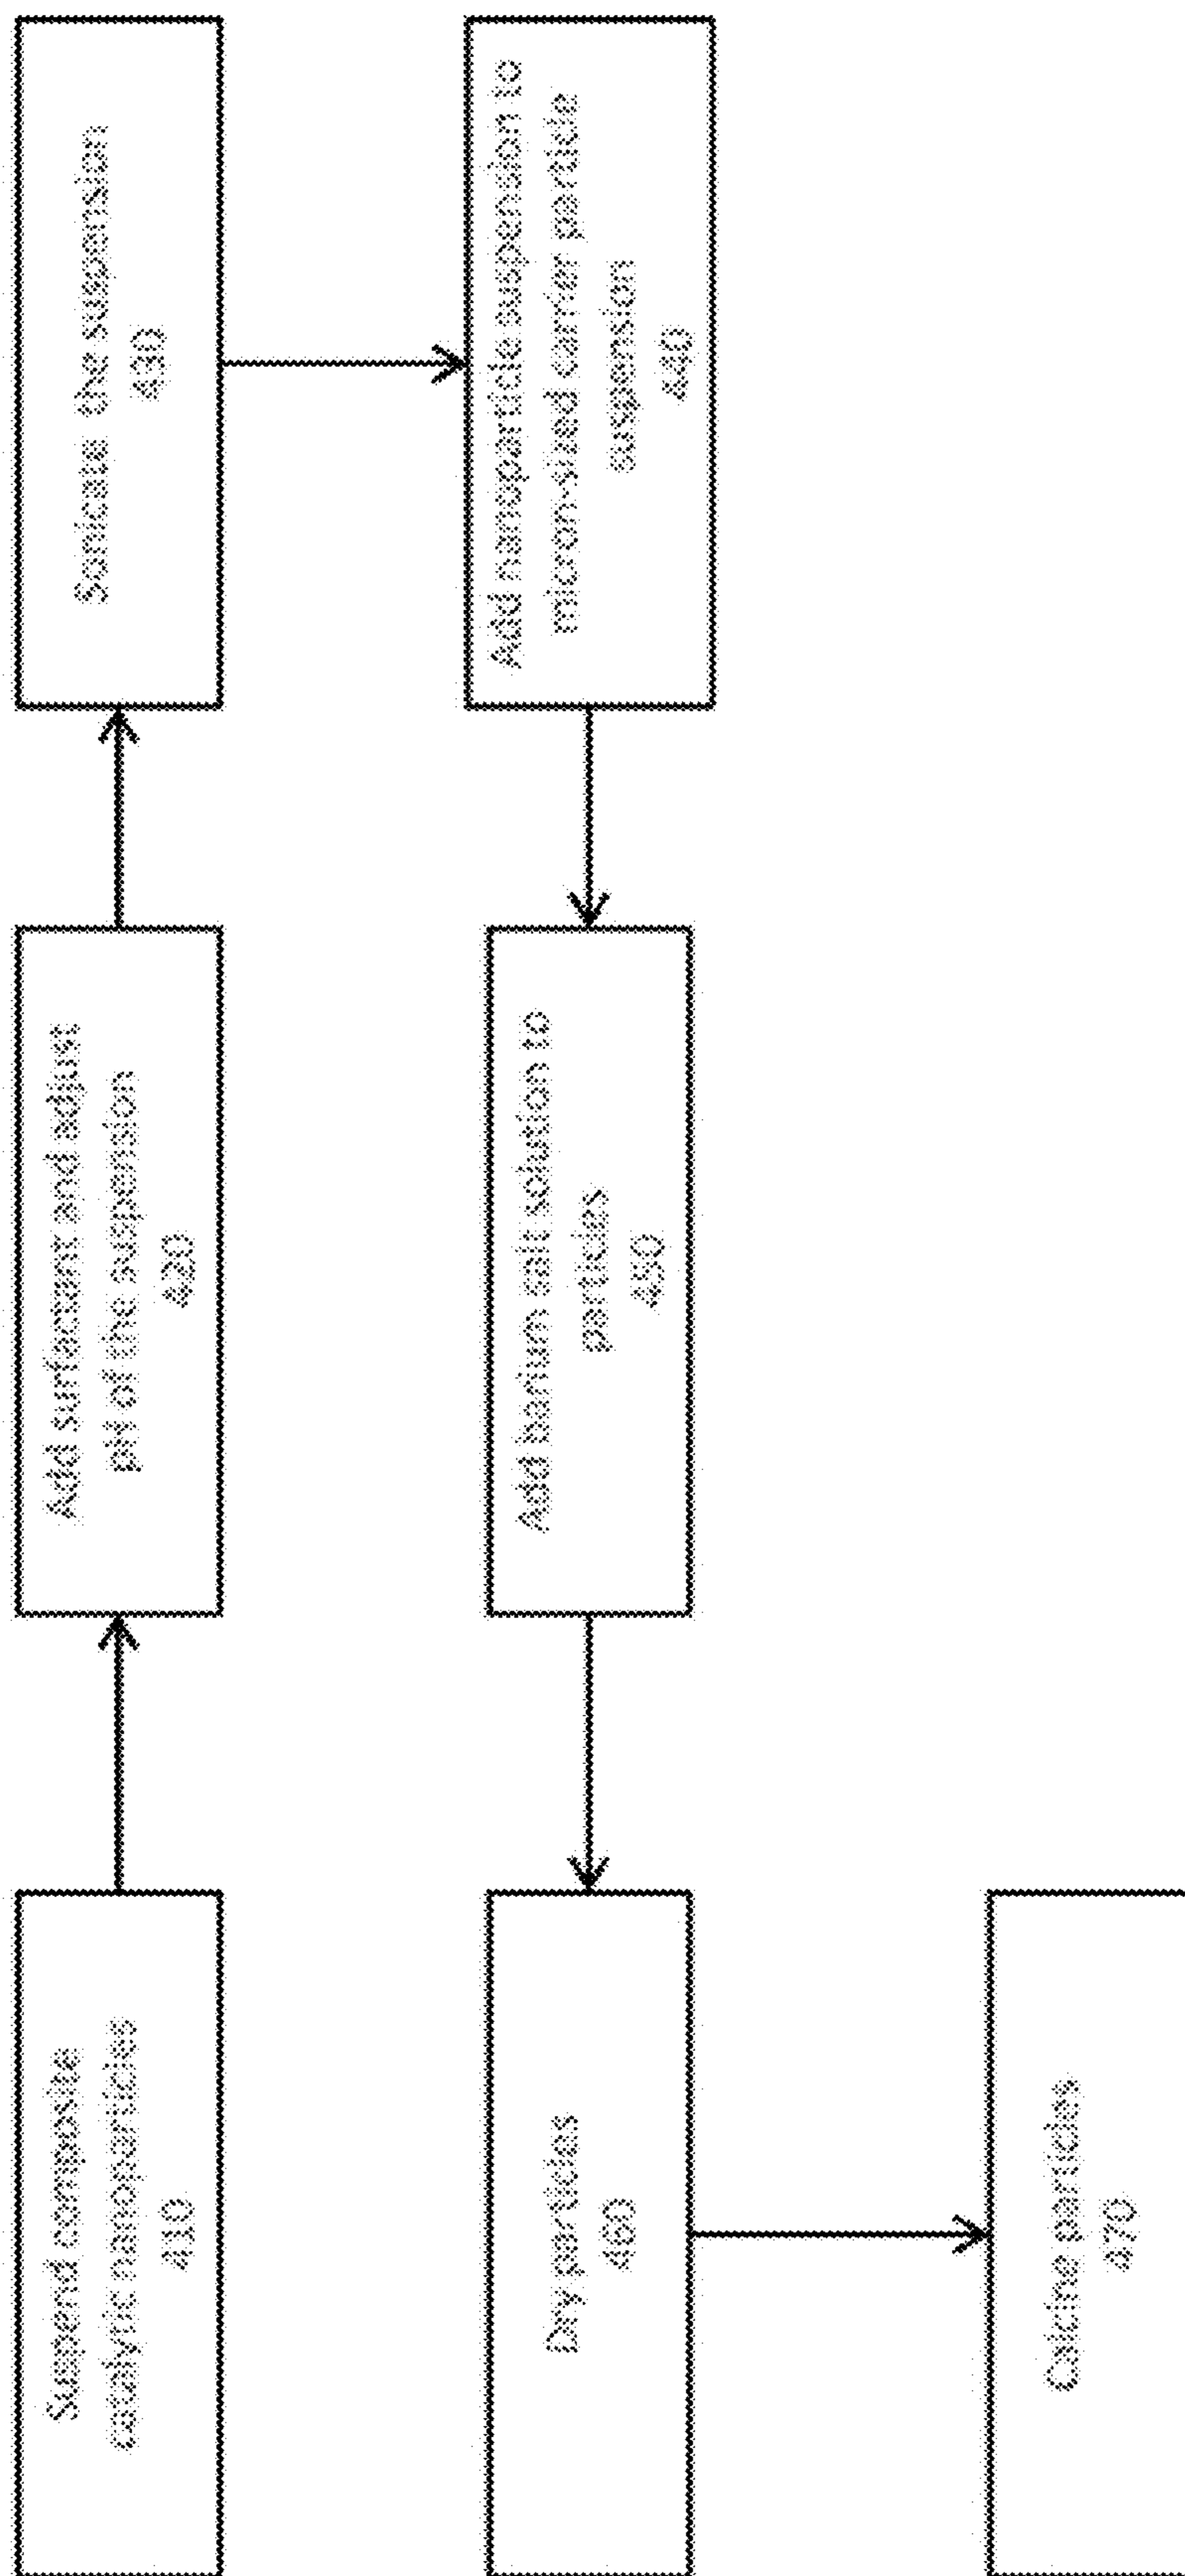 Suspend composite
catalytic nanoparticles
410
Add surfactant and adjust
pH of the suspension
420
Sonicate the suspension
430
Add nanoparticle suspension to
micron-sized carrier particle
suspension
440
Add barium salt solution to
particles
450
Dry particles
460
Calcine particles
470